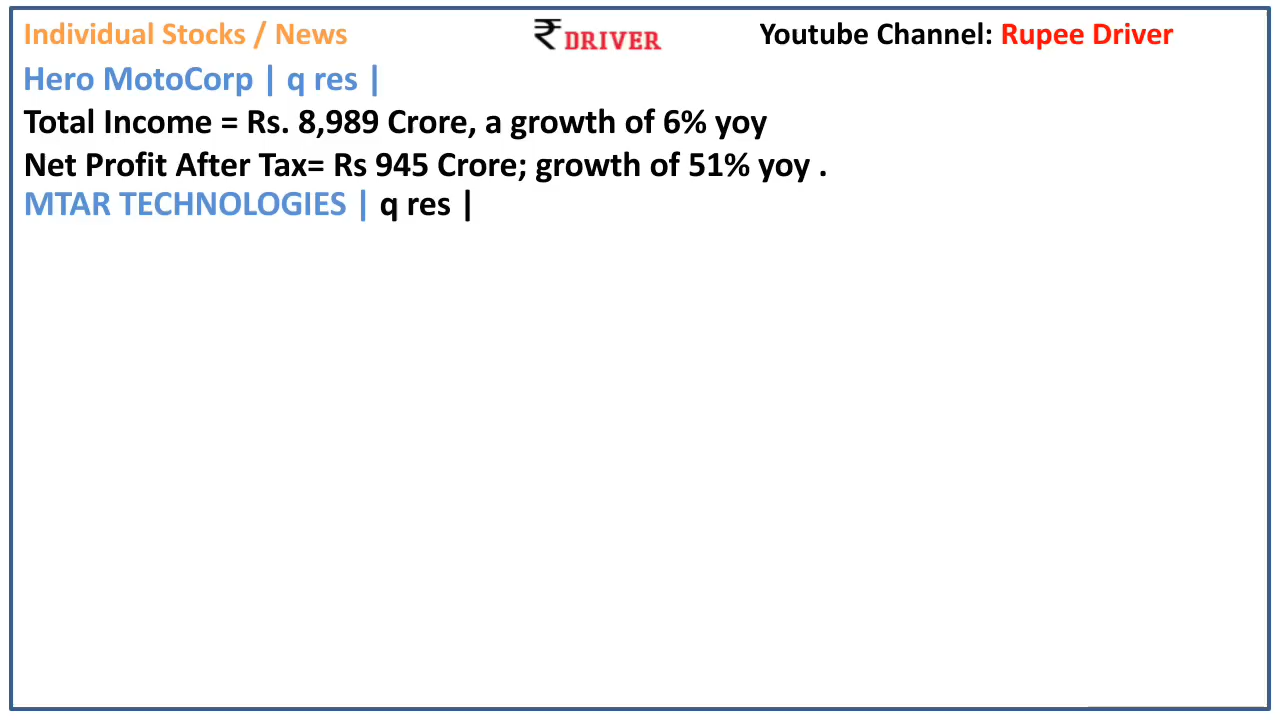 Individual Stocks / News
₹ DRIVER
Youtube Channel: Rupee Driver
Hero MotoCorp | q res |
Total Income = Rs. 8,989 Crore, a growth of 6% yoy
Net Profit After Tax= Rs 945 Crore; growth of 51% yoy .
MTAR TECHNOLOGIES | q res |